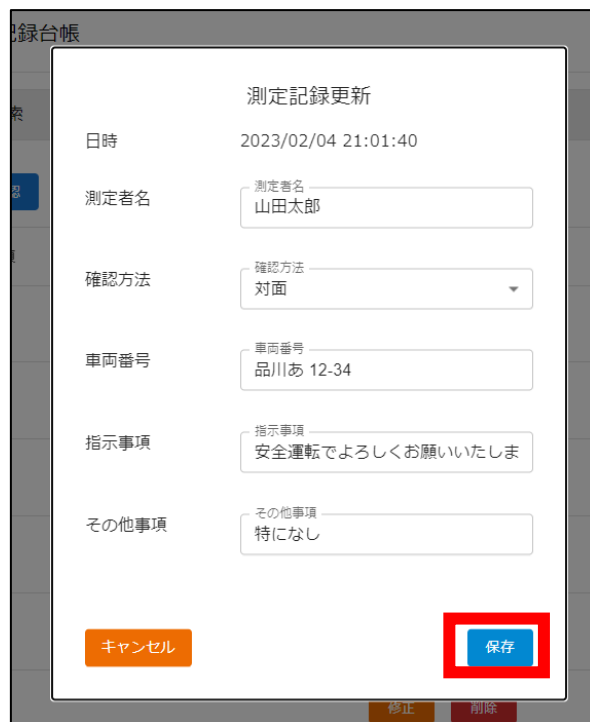 記録台帳
索
認
測定記録更新
日時 2023/02/04 21:01:40
測定者名
測定者名 山田太郎
確認方法
確認方法 対面
車両番号
車両番号 品川あ 12-34
指示事項
指示事項 安全運転でよろしくお願いいたしま
その他事項
その他事項 特になし
キャンセル 保存
修正 削除